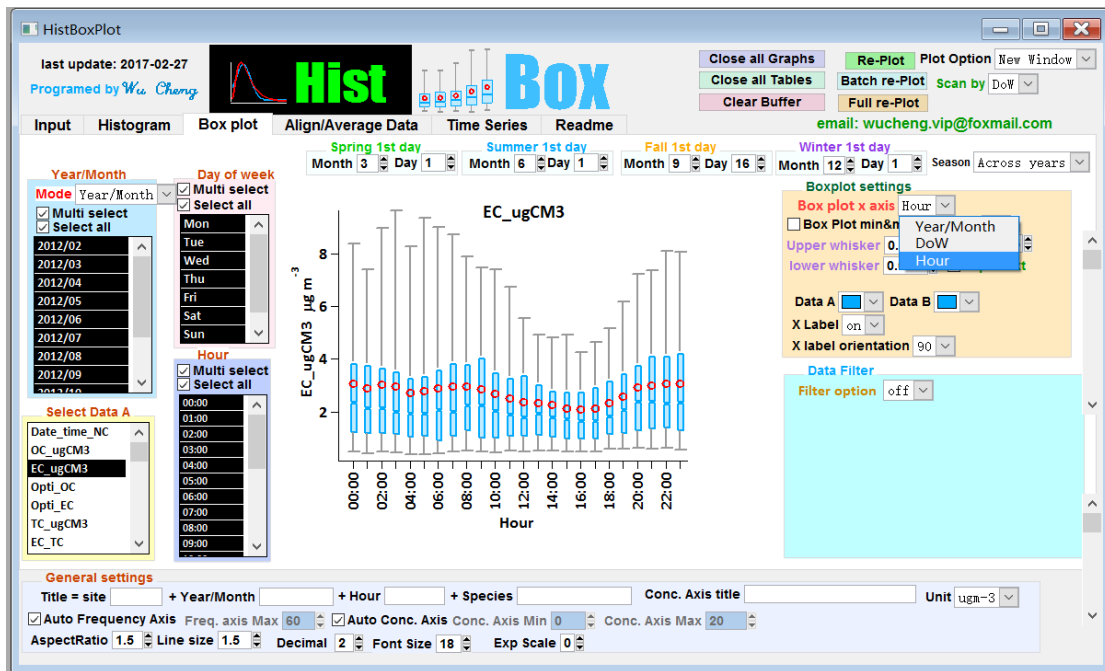 HistBoxPlot
last update: 2017-02-27
Programed by Wu Cheng
Hist Box
Close all Graphs
Close all Tables
Clear Buffer
Re-Plot
Batch re-Plot
Full re-Plot
Plot Option New Window
Scan by DoW
email: wucheng.vip@foxmail.com
Input Histogram Box plot Align/Average Data Time Series Readme
Spring 1st day
Month 3 Day 1
Summer 1st day
Month 6 Day 1
Fall 1st day
Month 9 Day 16
Winter 1st day
Month 12 Day 1
Season Across years
Year/Month
Mode Year/Month
Multi select
Select all
2012/02
2012/03
2012/04
2012/05
2012/06
2012/07
2012/08
2012/09
2012/10
Day of week
Multi select
Select all
Mon
Tue
Wed
Thu
Fri
Sat
Sun
Hour
Multi select
Select all
00:00
01:00
02:00
03:00
04:00
05:00
06:00
07:00
08:00
09:00
Select Data A
Date_time_NC
OC_ugCM3
EC_ugCM3
Opti_OC
Opti_EC
TC_ugCM3
EC_TC
EC_ugCM3
EC_ugCM3 µg m-3
8
6
4
2
00:00 02:00 04:00 06:00 08:00 10:00 12:00 14:00 16:00 18:00 20:00 22:00
Hour
Boxplot settings
Box plot x axis Hour
Year/Month
DoW
Hour
Box Plot min&m
Upper whisker 0.
lower whisker 0.
Data A Data B
X Label on
X label orientation 90
Data Filter
Filter option off
General settings
Title = site + Year/Month + Hour + Species Conc. Axis title Unit ugm-3
Auto Frequency Axis Freq. axis Max 60 Auto Conc. Axis Conc. Axis Min 0 Conc. Axis Max 20
AspectRatio 1.5 Line size 1.5 Decimal 2 Font Size 18 Exp Scale 0